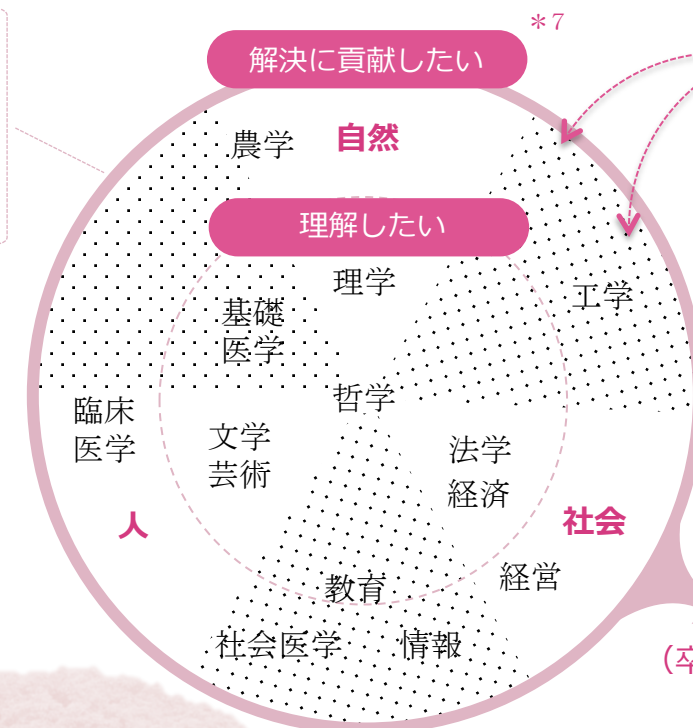 ＊7
解決に貢献したい
農学
自然
理解したい
理学
工学
基礎
医学
哲学
臨床
医学
文学
芸術
法学
経済
人
社会
経営
教育
社会医学
情報
(卒